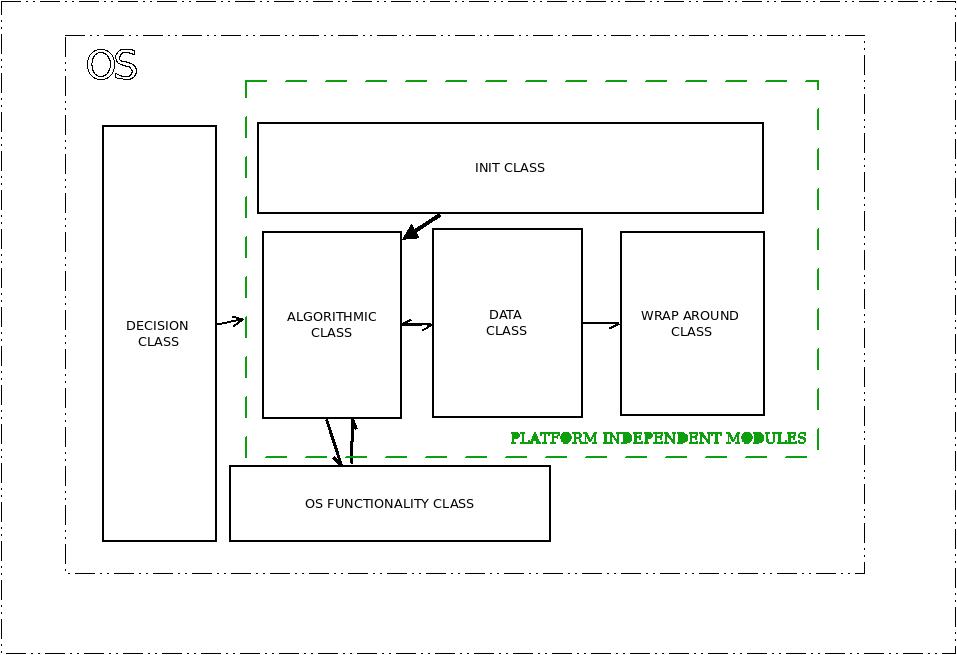 OS
INIT CLASS
DECISION
CLASS
ALGORITHMIC
CLASS
DATA
CLASS
WRAP AROUND
CLASS
PLATFORM INDEPENDENT MODULES
OS FUNCTIONALITY CLASS